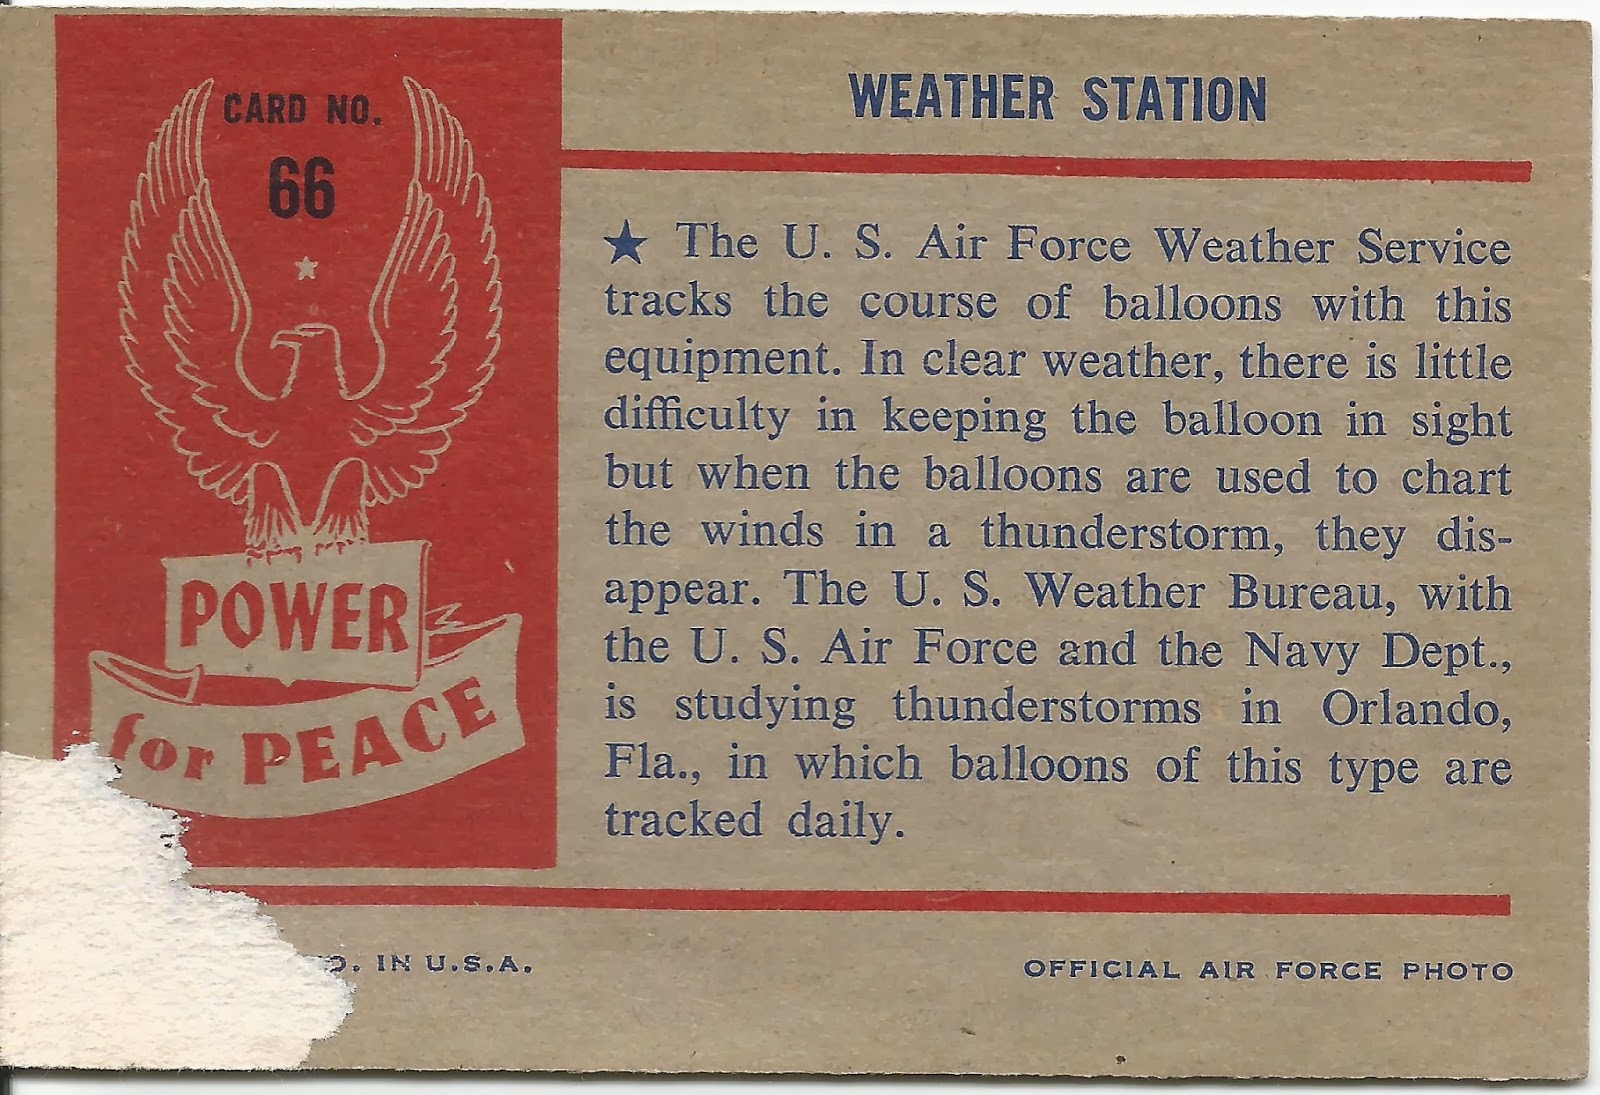 CARD NO.
66
POWER
for PEACE
WEATHER STATION
★ The U. S. Air Force Weather Service
tracks the course of balloons with this
equipment. In clear weather, there is little
difficulty in keeping the balloon in sight
but when the balloons are used to chart
the winds in a thunderstorm, they dis-
appear. The U. S. Weather Bureau, with
the U. S. Air Force and the Navy Dept.,
is studying thunderstorms in Orlando,
Fla., in which balloons of this type are
tracked daily.
IN U.S.A.
OFFICIAL AIR FORCE PHOTO